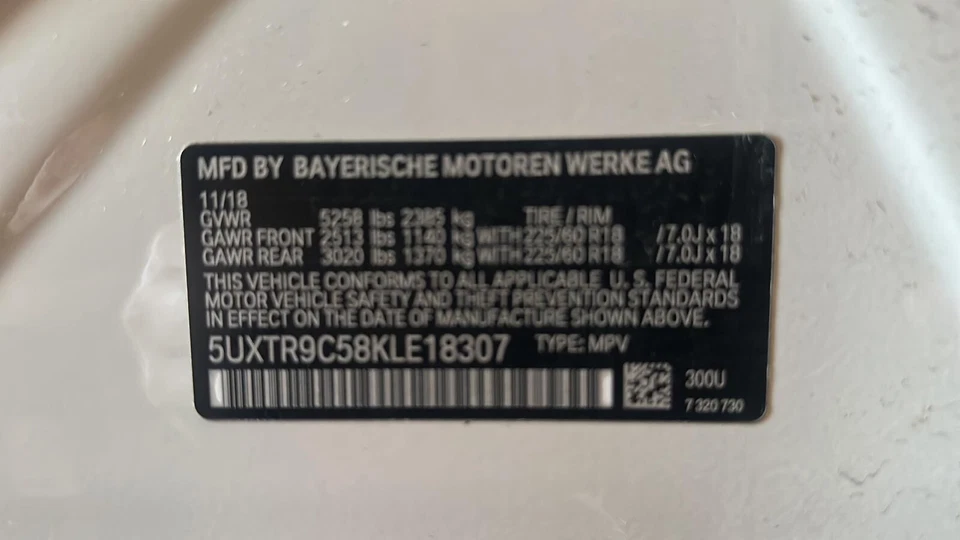 MFD BY BAYERISCHE MOTOREN WERKE AG
11/18
GVWR 5258 lbs 2385 kg TIRE / RIM
GAWR FRONT 2513 lbs 1140 kg WITH 225/60 R18 /7.0J x 18
GAWR REAR 3020 lbs 1370 kg WITH 225/60 R18 /7.0J x 18
THIS VEHICLE CONFORMS TO ALL APPLICABLE U. S. FEDERAL
MOTOR VEHICLE SAFETY AND THEFT PREVENTION STANDARDS
IN EFFECT ON THE DATE OF MANUFACTURE SHOWN ABOVE.
5UXTR9C58KLE18307 TYPE: MPV
300U
7 320 730